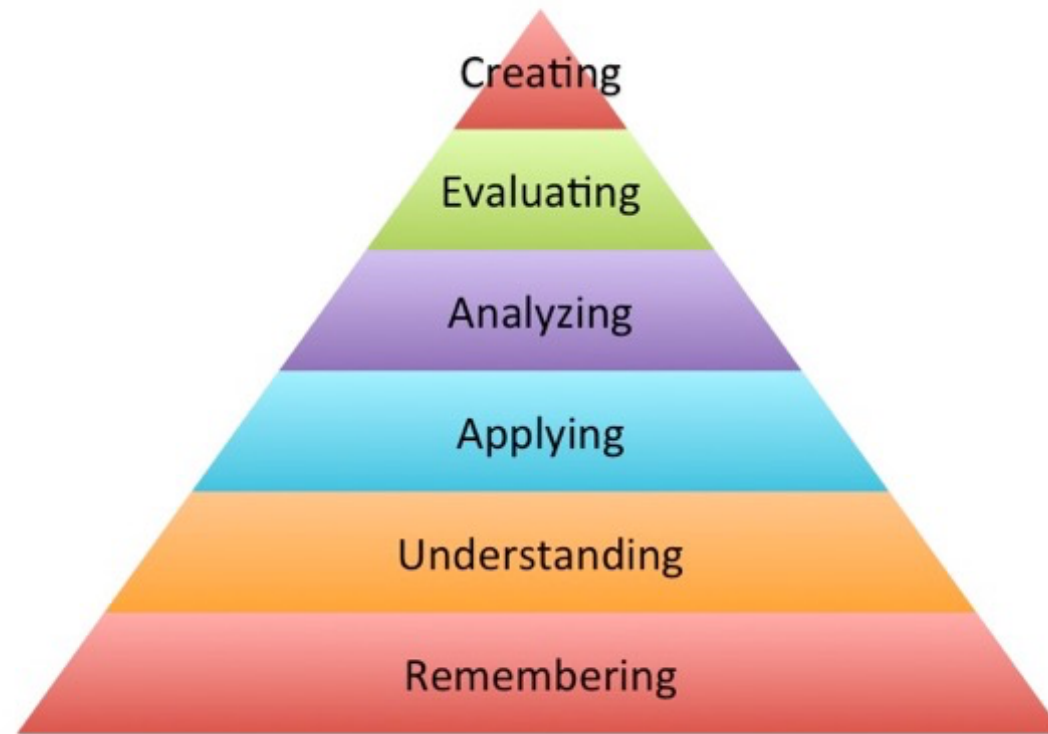 Creating
Evaluating
Analyzing
Applying
Understanding
Remembering